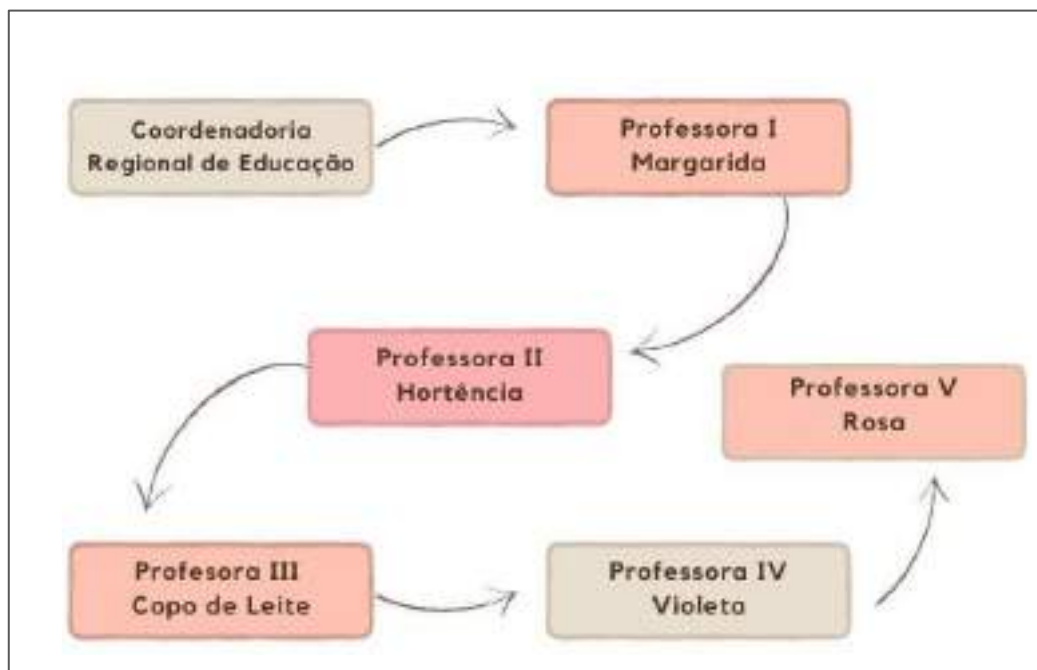 Coordenadoria
Regional de Educação
Professora I
Margarida
Professora II
Hortência
Profesora III
Copo de Leite
Professora IV
Violeta
Professora V
Rosa